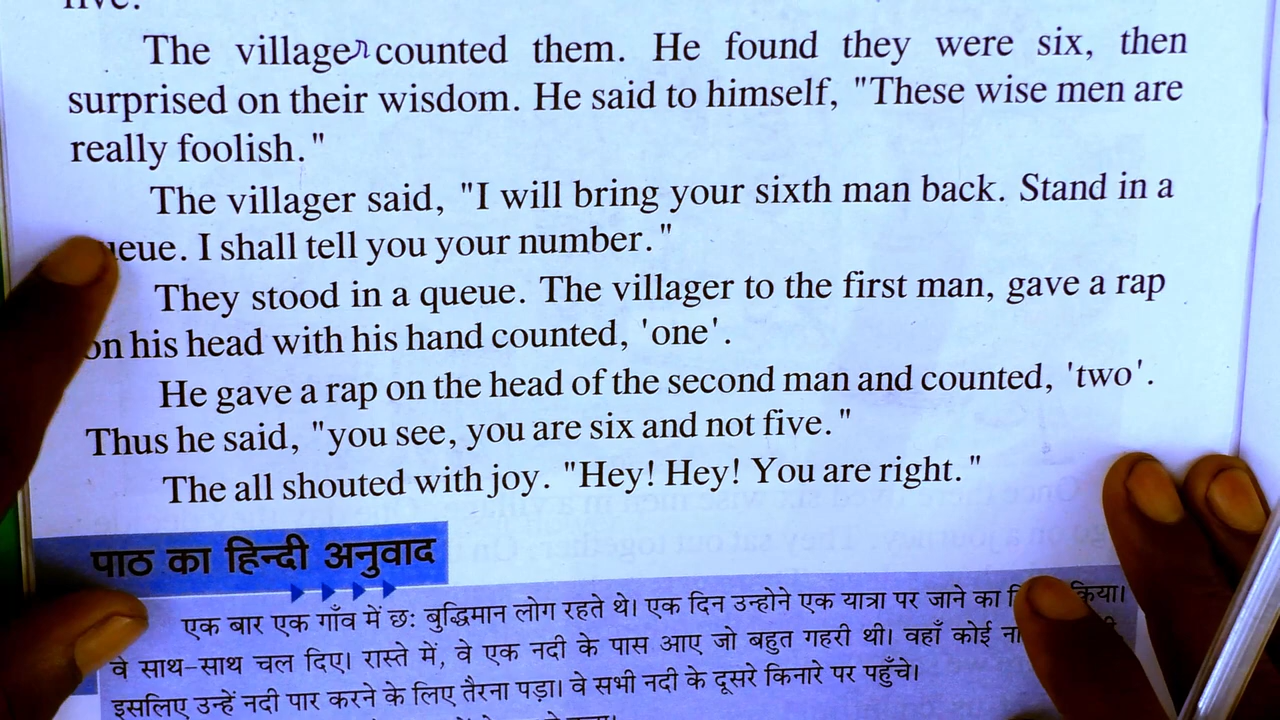 The villager counted them. He found they were six, then
surprised on their wisdom. He said to himself, "These wise men are
really foolish."
The villager said, "I will bring your sixth man back. Stand in a
I shall tell you your number."
They stood in a queue. The villager to the first man, gave a rap
on his head with his hand counted, 'one'.
He gave a rap on the head of the second man and counted, 'two'.
Thus he said, "you see, you are six and not five."
The all shouted with joy. "Hey! Hey! You are right."
पाठ का हिन्दी अनुवाद
एक बार एक गाँव में छः बुद्धिमान लोग रहते थे। एक दिन उन्होने एक यात्रा पर जाने का किया।
वे साथ-साथ चल दिए। रास्ते में, वे एक नदी के पास आए जो बहुत गहरी थी। वहाँ कोई
इसलिए उन्हें नदी पार करने के लिए तैरना पड़ा। वे सभी नदी के दूसरे किनारे पर पहुँचे।